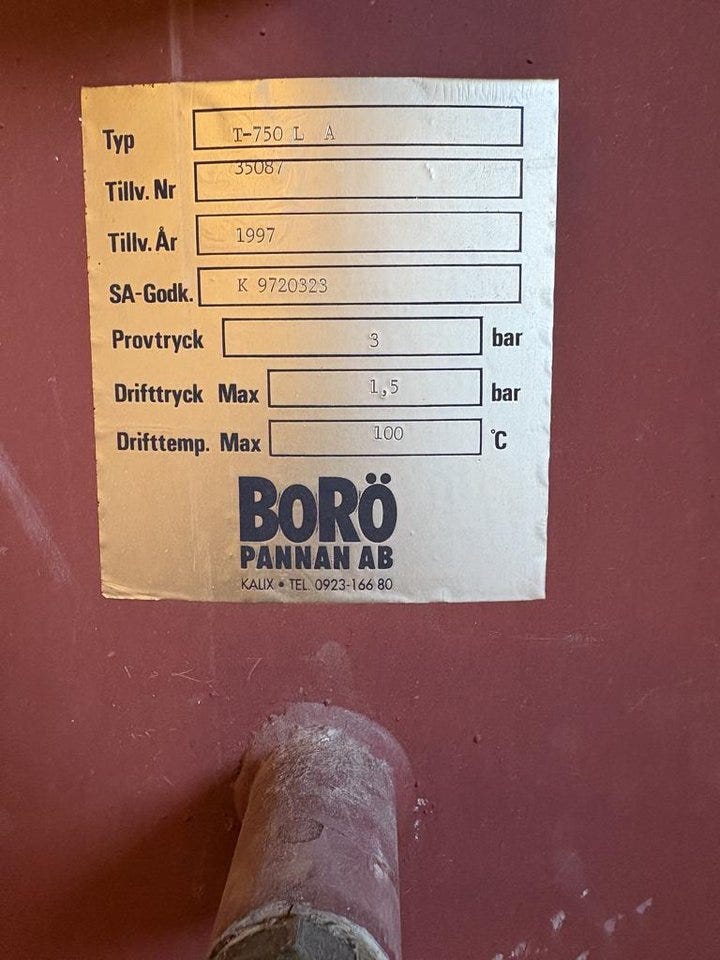 Typ T-750 L A
Tillv. Nr 35087
Tillv. År 1997
SA-Godk. K 9720323
Provtryck 3 bar
Drifttryck Max 1,5 bar
Drifttemp. Max 100 °C
BORÖ
PANNAN AB
KALIX • TEL. 0923-166 80